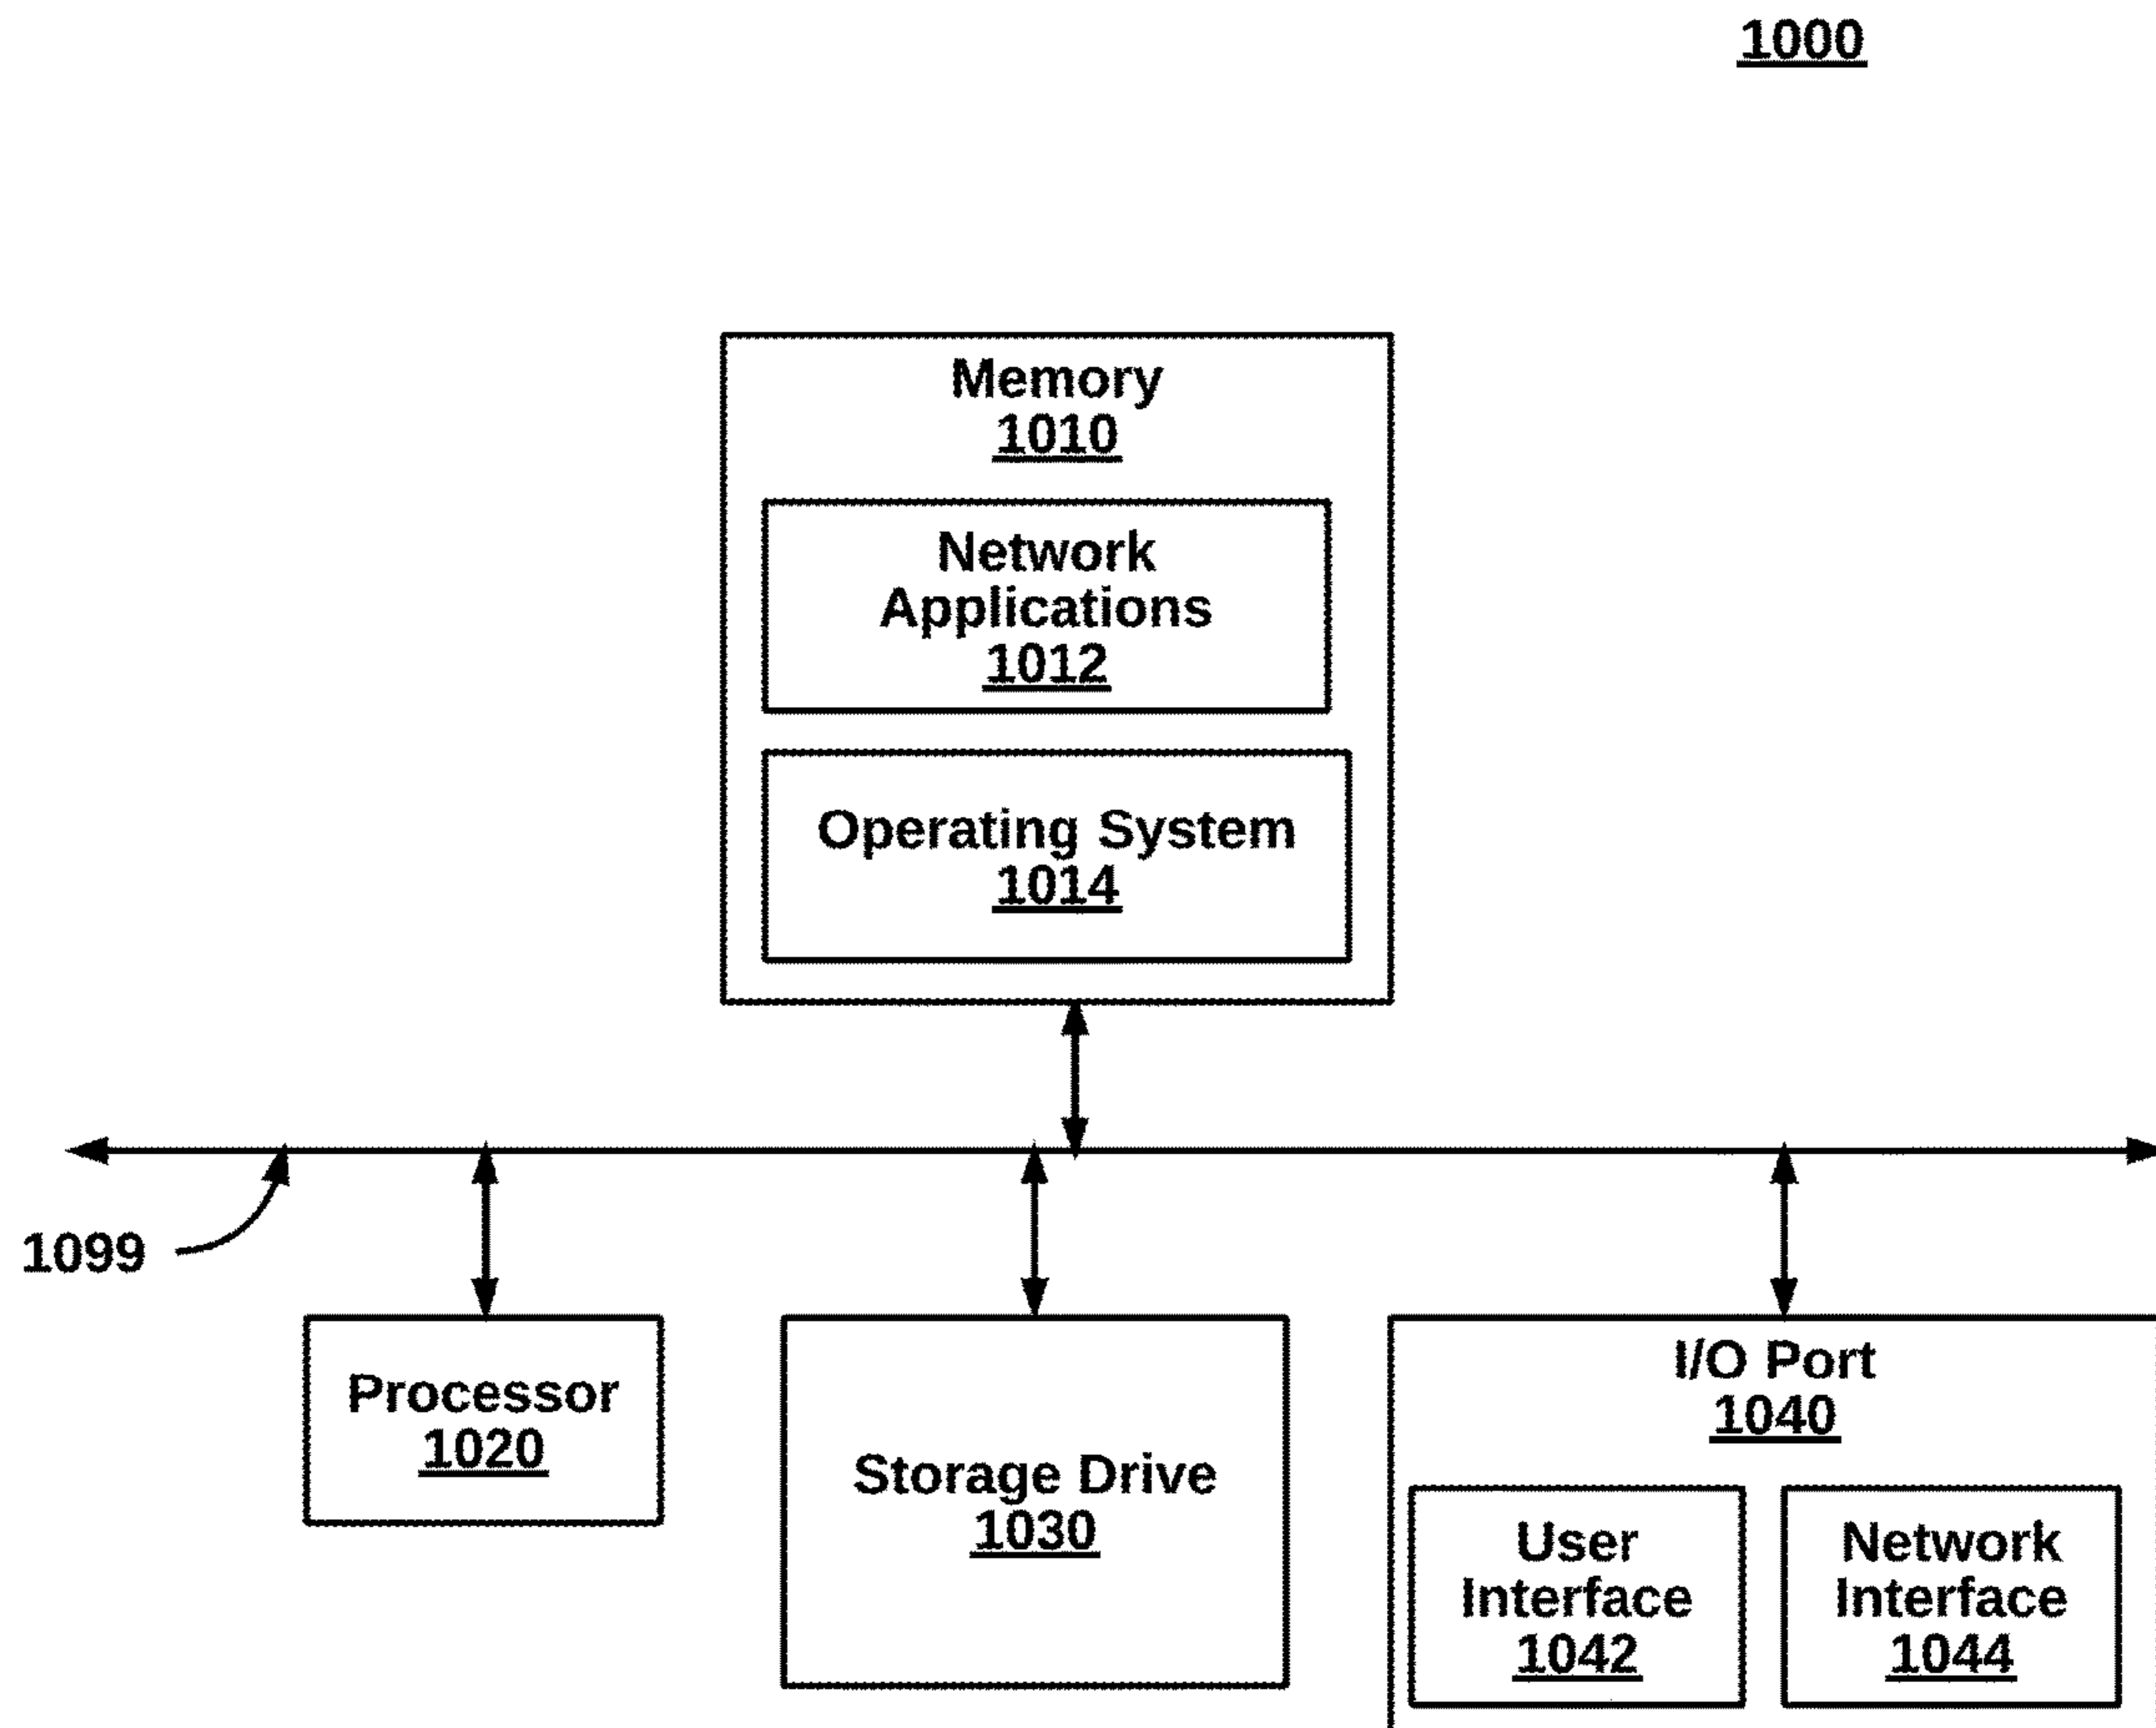 1000
Memory
1010
Network
Applications
1012
Operating System
1014
1099
Processor
1020
Storage Drive
1030
I/O Port
1040
User
Interface
1042
Network
Interface
1044